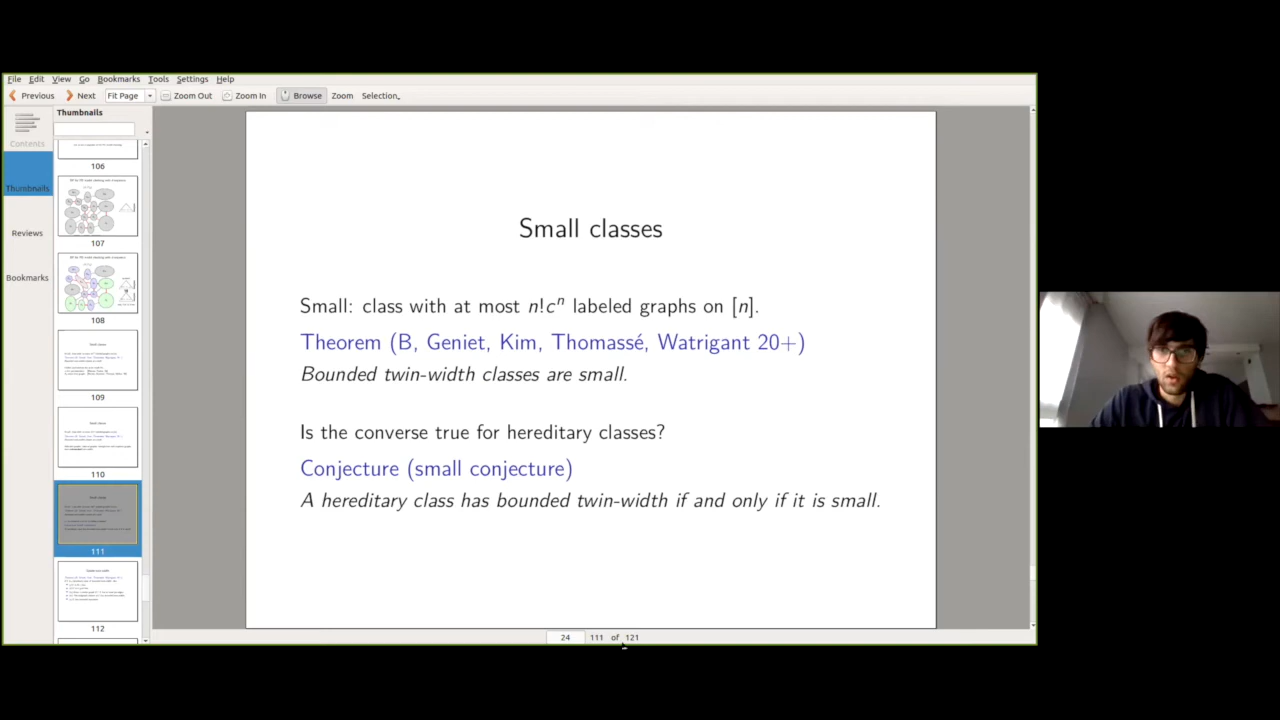 File Edit View Go Bookmarks Tools Settings Help
Previous Next Fit Page Zoom Out Zoom In Browse Zoom Selection
Thumbnails
Contents
Thumbnails
Reviews
Bookmarks
106
107
108
109
110
111
112
Small classes
Small: class with at most n!cⁿ labeled graphs on [n].
Theorem (B, Geniet, Kim, Thomassé, Watrigant 20+)
Bounded twin-width classes are small.
Is the converse true for hereditary classes?
Conjecture (small conjecture)
A hereditary class has bounded twin-width if and only if it is small.
24 111 of 121